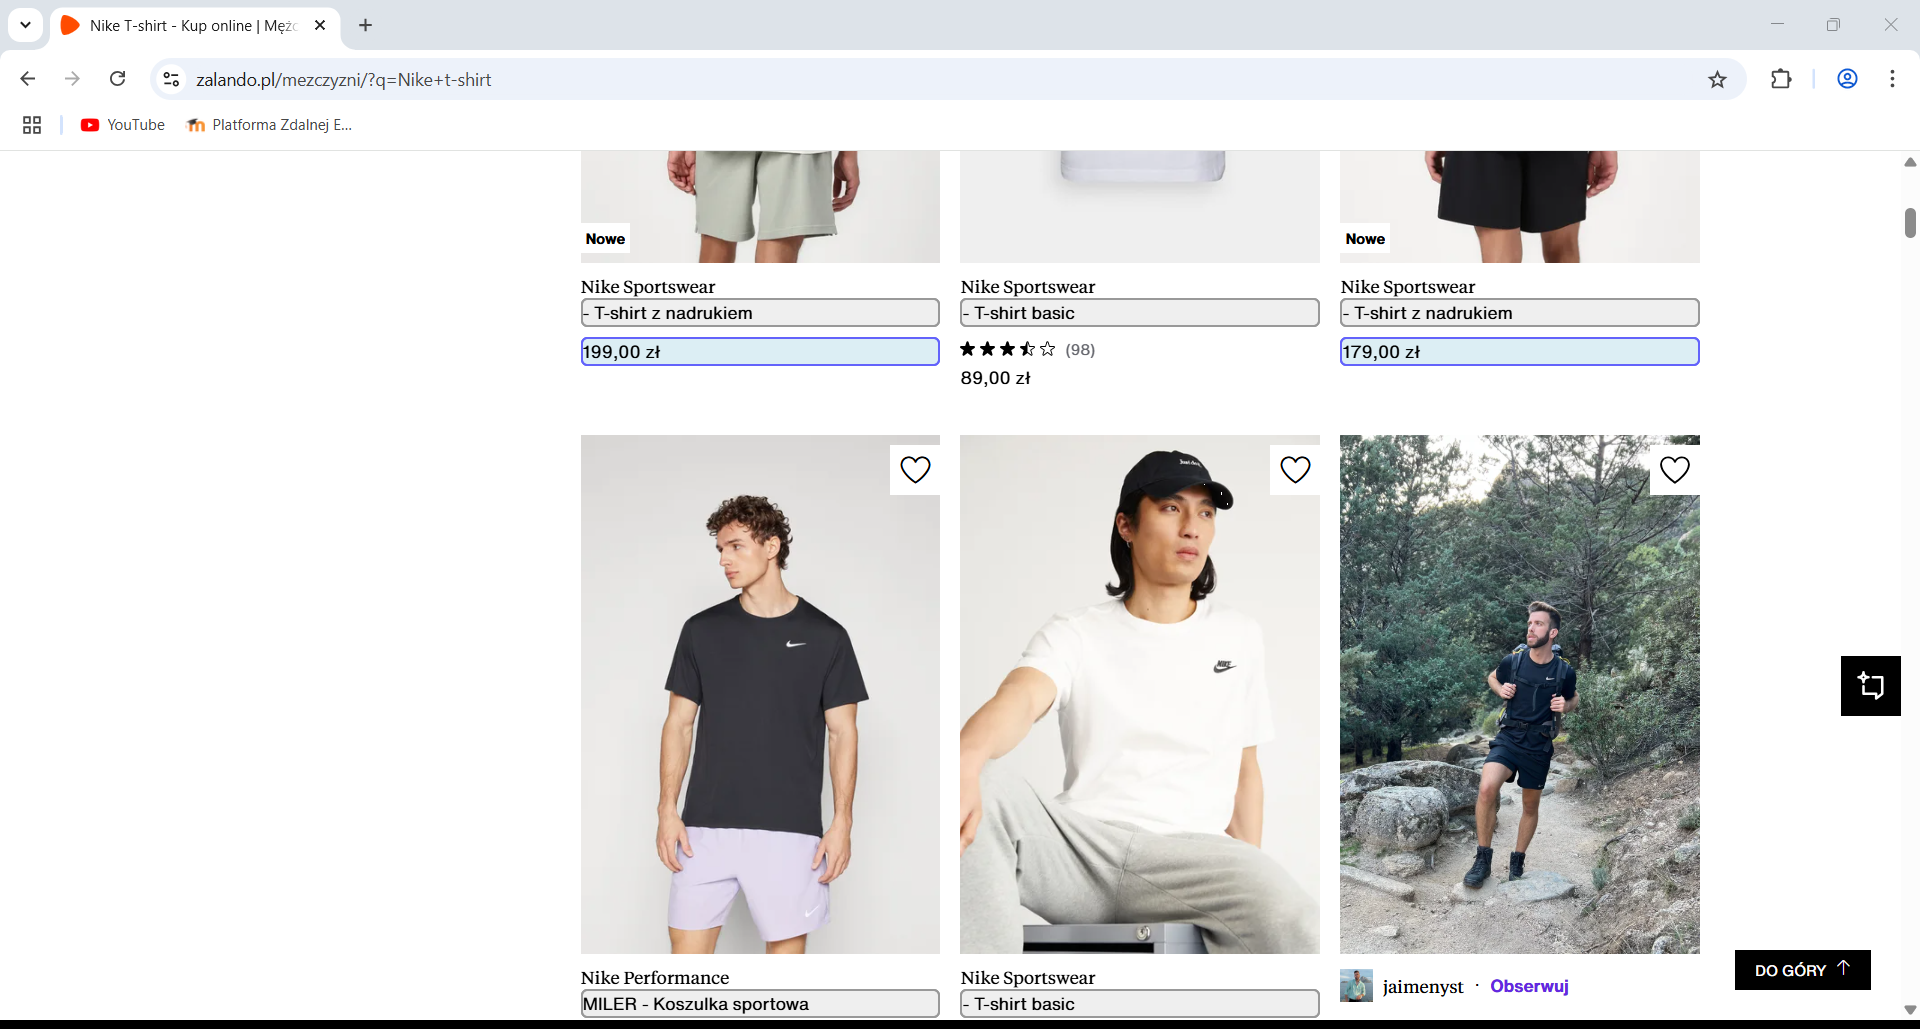 Nike T-shirt - Kup online | Mężc
zalando.pl/mezczyzni/?q=Nike+t-shirt
YouTube
Platforma Zdalnej E...
Nowe
Nowe
Nike Sportswear
- T-shirt z nadrukiem
199,00 zł
Nike Sportswear
- T-shirt basic
(98)
89,00 zł
Nike Sportswear
- T-shirt z nadrukiem
179,00 zł
NIKE
Nike Performance
MILER - Koszulka sportowa
Nike Sportswear
- T-shirt basic
jaimenyst · Obserwuj
DO GÓRY